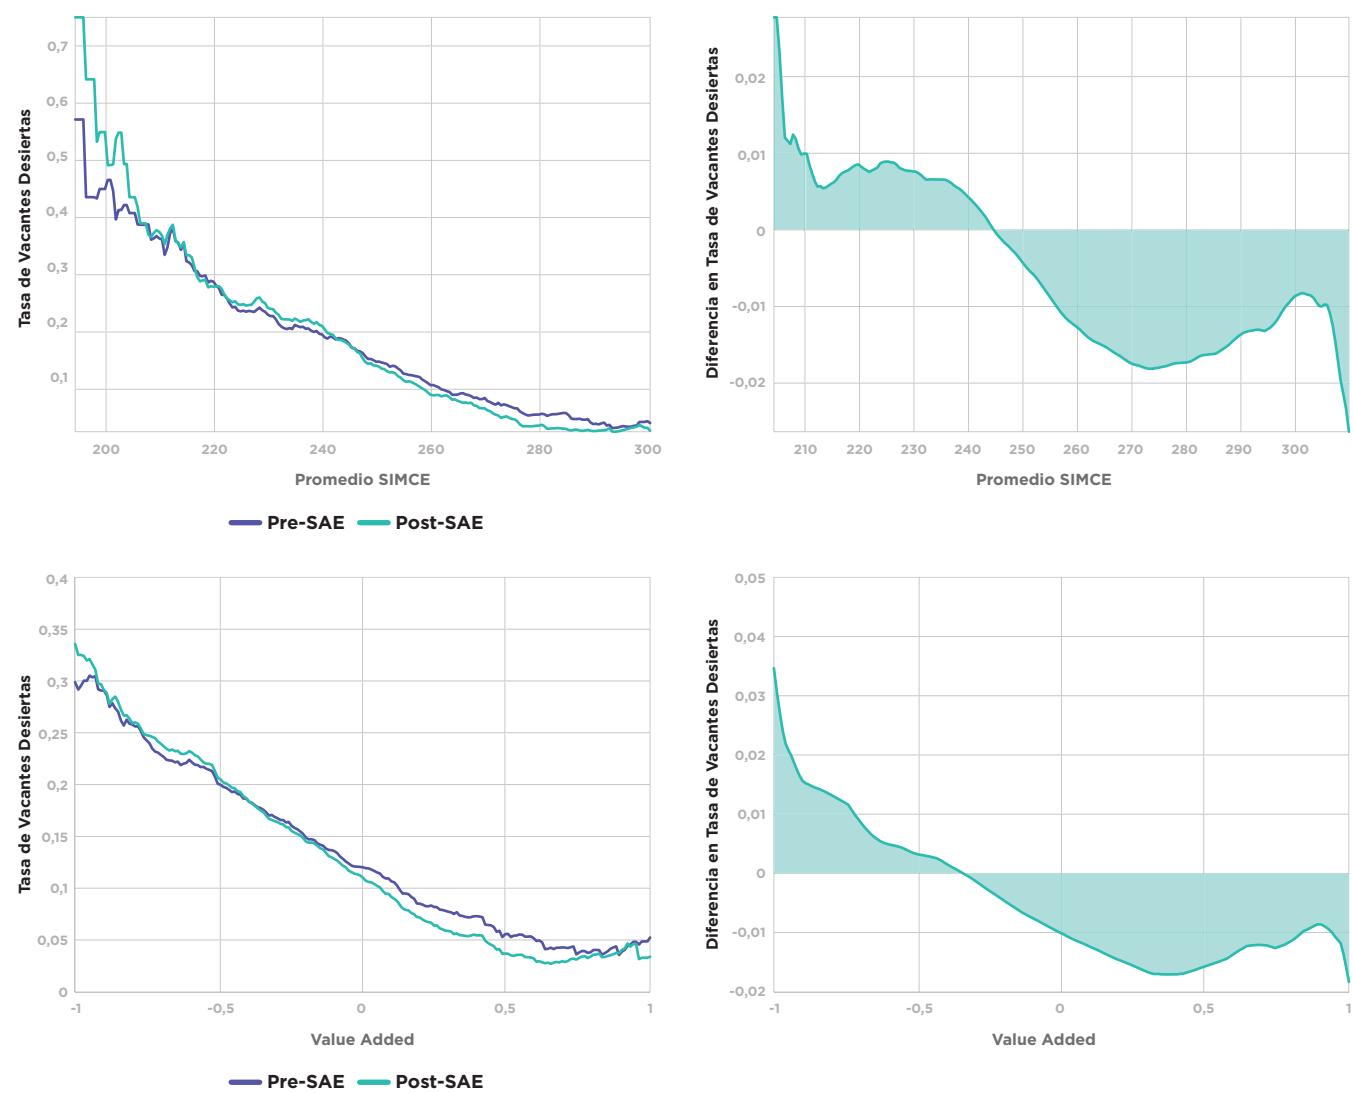 Tasa de Vacantes Desiertas
0,7
0,6
0,5
0,4
0,3
0,2
0,1
200 220 240 260 280 300
Promedio SIMCE
Pre-SAE Post-SAE
Diferencia en Tasa de Vacantes Desiertas
0,02
0,01
0
-0,01
-0,02
210 220 230 240 250 260 270 280 290 300
Promedio SIMCE
Tasa de Vacantes Desiertas
0,4
0,35
0,3
0,25
0,2
0,15
0,1
0,05
0
-1 -0,5 0 0,5 1
Value Added
Pre-SAE Post-SAE
Diferencia en Tasa de Vacantes Desiertas
0,05
0,04
0,03
0,02
0,01
0
-0,01
-0,02
-1 -0,5 0 0,5 1
Value Added